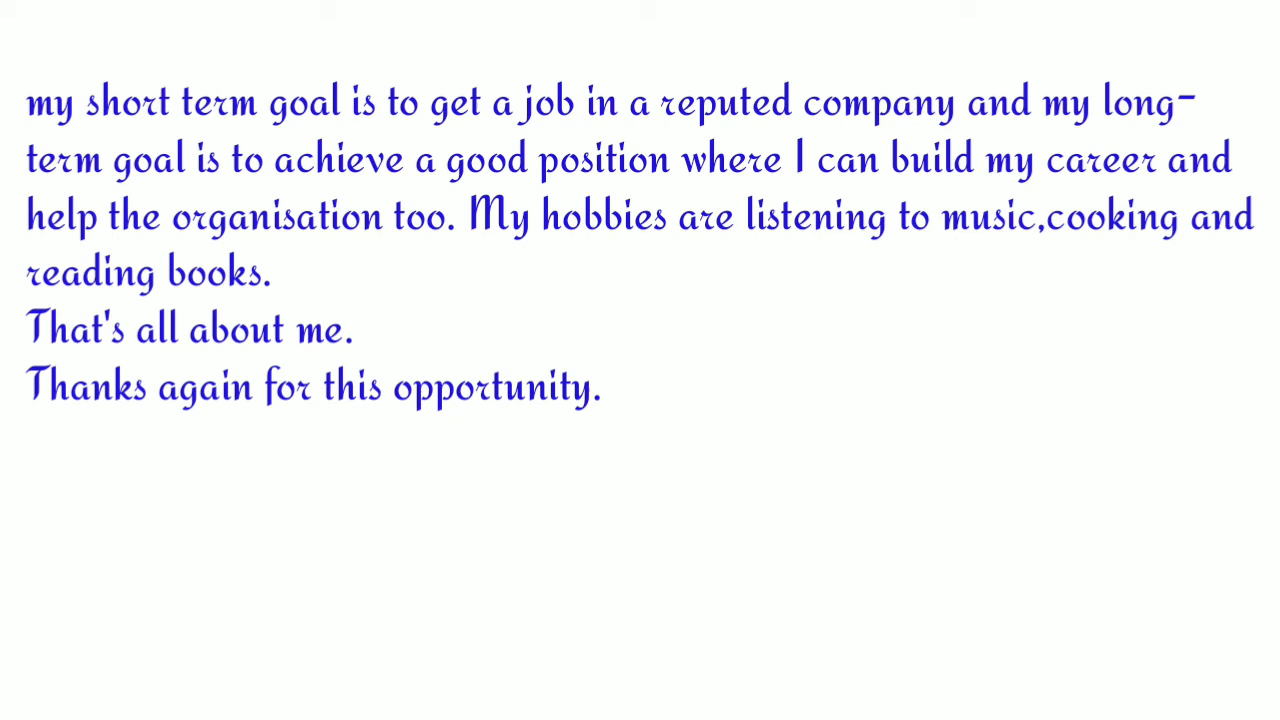 my short term goal is to get a job in a reputed company and my long-
term goal is to achieve a good position where I can build my career and
help the organisation too. My hobbies are listening to music,cooking and
reading books.
That's all about me.
Thanks again for this opportunity.